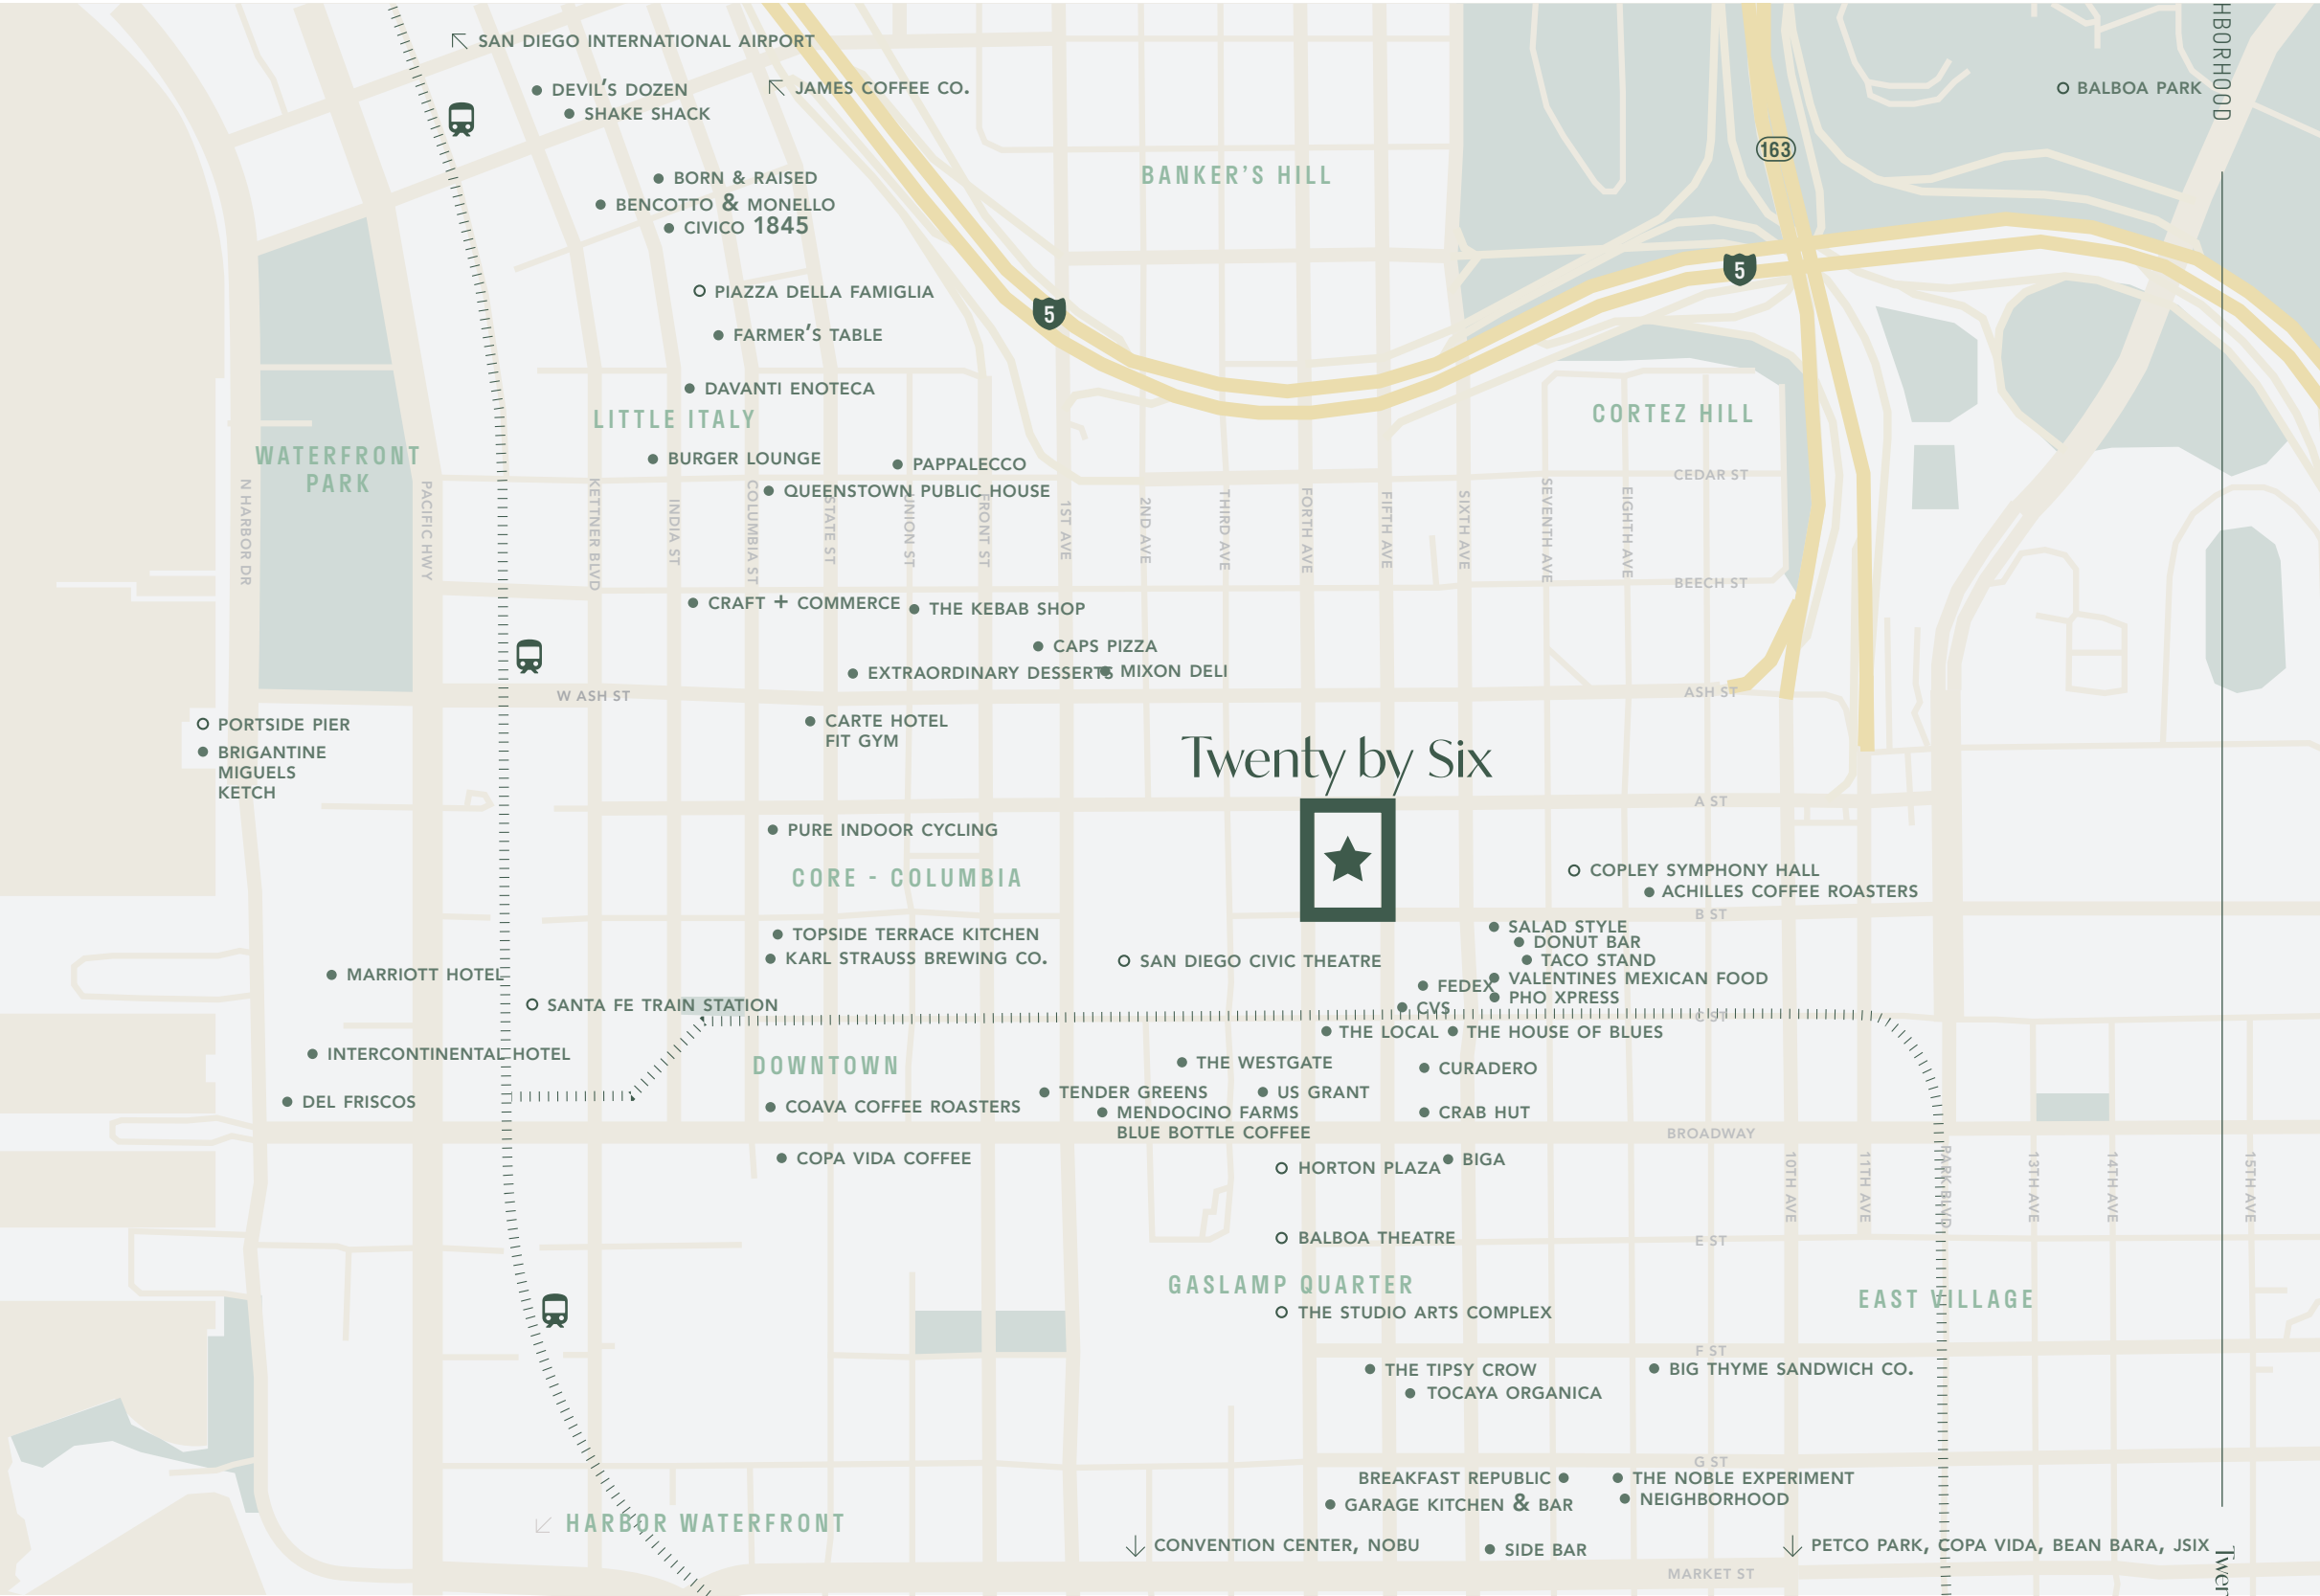 HBORHOOD
SAN DIEGO INTERNATIONAL AIRPORT
DEVIL'S DOZEN
JAMES COFFEE CO.
BALBOA PARK
SHAKE SHACK
163
BANKER'S HILL
BORN & RAISED
BENCOTTO & MONELLO
CIVICO 1845
5
PIAZZA DELLA FAMIGLIA
5
FARMER'S TABLE
DAVANTI ENOTECA
LITTLE ITALY
CORTEZ HILL
WATERFRONT
PARK
BURGER LOUNGE
PAPPALECCO
QUEENSTOWN PUBLIC HOUSE
CEDAR ST
N HARBOR DR
PACIFIC HWY
KETTNER BLVD
INDIA ST
COLUMBIA ST
STATE ST
UNION ST
FRONT ST
1ST AVE
2ND AVE
THIRD AVE
FORTH AVE
FIFTH AVE
SIXTH AVE
SEVENTH AVE
EIGHTH AVE
BEECH ST
CRAFT + COMMERCE
THE KEBAB SHOP
CAPS PIZZA
EXTRAORDINARY DESSERTS
MIXON DELI
W ASH ST
ASH ST
PORTSIDE PIER
BRIGANTINE
MIGUELS
KETCH
CARTE HOTEL
FIT GYM
Twenty by Six
A ST
PURE INDOOR CYCLING
CORE - COLUMBIA
COPLEY SYMPHONY HALL
ACHILLES COFFEE ROASTERS
B ST
TOPSIDE TERRACE KITCHEN
KARL STRAUSS BREWING CO.
SAN DIEGO CIVIC THEATRE
SALAD STYLE
DONUT BAR
TACO STAND
VALENTINES MEXICAN FOOD
FEDEX
PHO XPRESS
CVS
MARRIOTT HOTEL
SANTA FE TRAIN STATION
C ST
THE LOCAL
THE HOUSE OF BLUES
INTERCONTINENTAL HOTEL
DOWNTOWN
THE WESTGATE
CURADERO
DEL FRISCOS
COAVA COFFEE ROASTERS
TENDER GREENS
US GRANT
MENDOCINO FARMS
BLUE BOTTLE COFFEE
CRAB HUT
BROADWAY
COPA VIDA COFFEE
HORTON PLAZA
BIGA
10TH AVE
11TH AVE
PARK BLVD
13TH AVE
14TH AVE
15TH AVE
BALBOA THEATRE
E ST
GASLAMP QUARTER
EAST VILLAGE
THE STUDIO ARTS COMPLEX
F ST
THE TIPSY CROW
BIG THYME SANDWICH CO.
TOCAYA ORGANICA
G ST
BREAKFAST REPUBLIC
THE NOBLE EXPERIMENT
GARAGE KITCHEN & BAR
NEIGHBORHOOD
HARBOR WATERFRONT
CONVENTION CENTER, NOBU
SIDE BAR
PETCO PARK, COPA VIDA, BEAN BARA, JSIX
MARKET ST
Twer